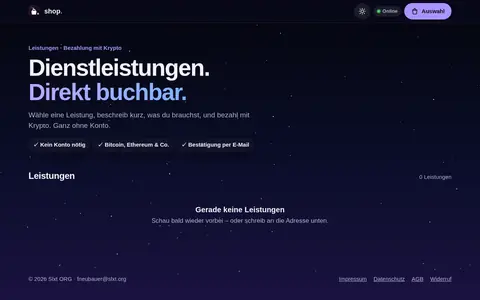 shop.
Online
Auswahl
Leistungen · Bezahlung mit Krypto
Dienstleistungen.
Direkt buchbar.
Wähle eine Leistung, beschreib kurz, was du brauchst, und bezahl mit
Krypto. Ganz ohne Konto.
✓ Kein Konto nötig ✓ Bitcoin, Ethereum & Co. ✓ Bestätigung per E-Mail
Leistungen
0 Leistungen
Gerade keine Leistungen
Schau bald wieder vorbei – oder schreib an die Adresse unten.
© 2026 Slxt ORG · fneubauer@slxt.org
Impressum Datenschutz AGB Widerruf